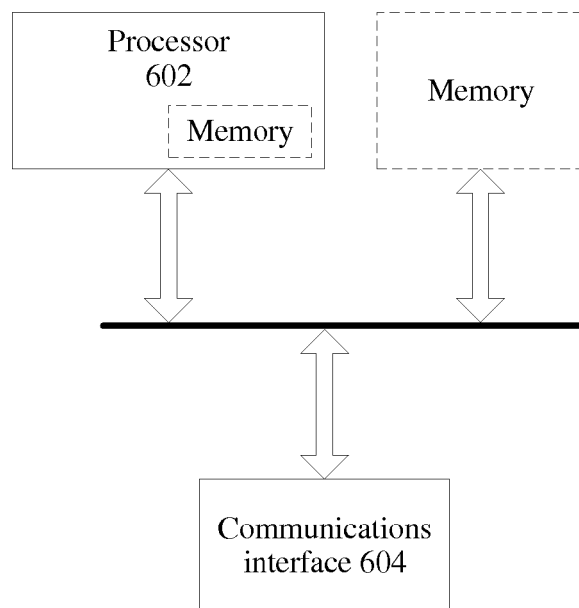 Processor
602
Memory
Memory
Communications
interface 604